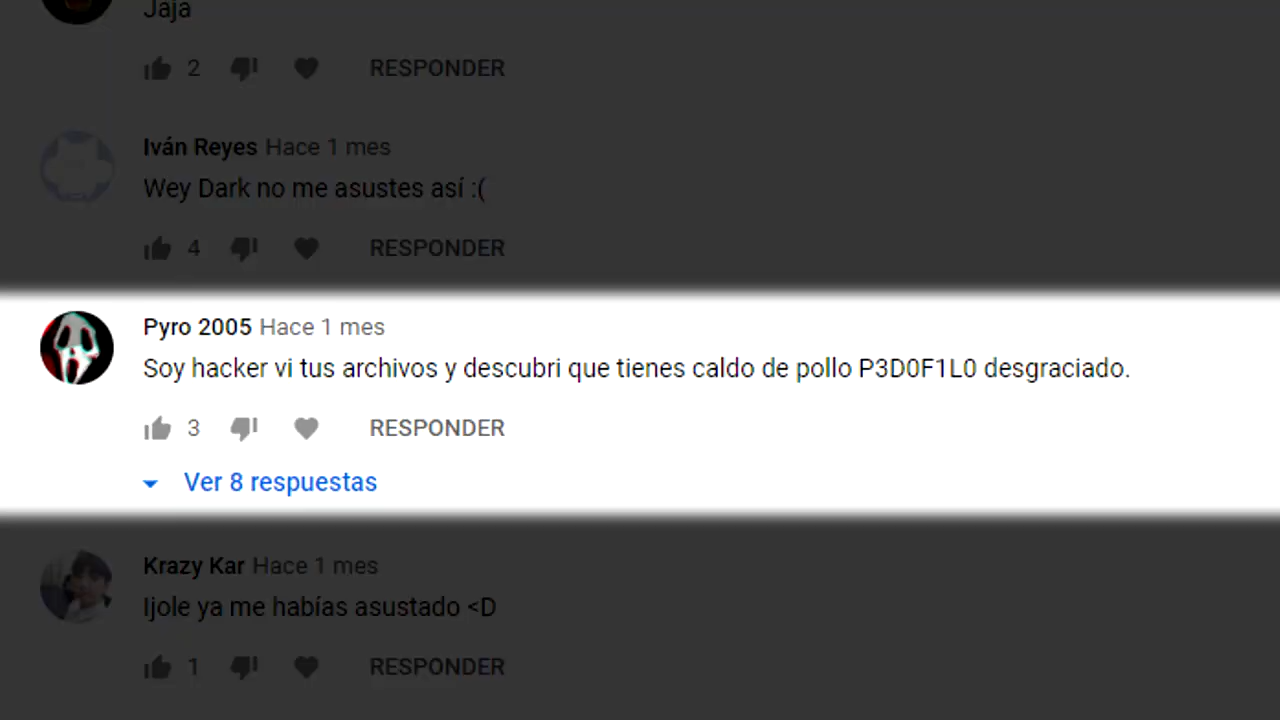 Jaja
2 RESPONDER
Iván Reyes Hace 1 mes
Wey Dark no me asustes así :(
4 RESPONDER
Pyro 2005 Hace 1 mes
Soy hacker vi tus archivos y descubri que tienes caldo de pollo P3D0F1L0 desgraciado.
3 RESPONDER
Ver 8 respuestas
Krazy Kar Hace 1 mes
Ijole ya me habías asustado <D
1 RESPONDER